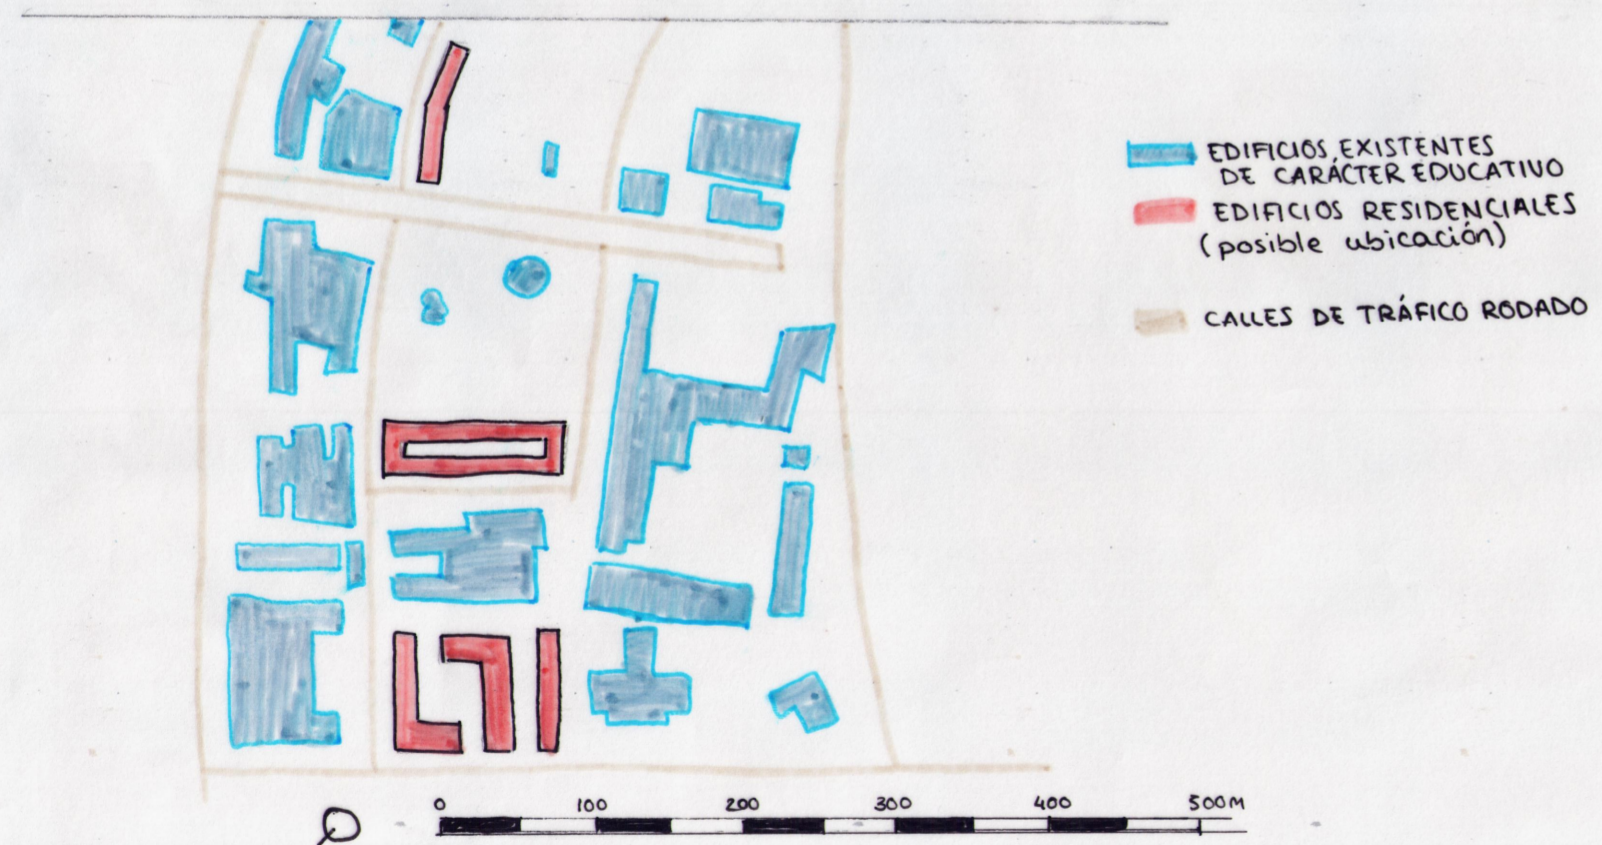 EDIFICIOS EXISTENTES
DE CARÁCTER EDUCATIVO
EDIFICIOS RESIDENCIALES
(posible ubicación)
CALLES DE TRÁFICO RODADO
0 100 200 300 400 500M